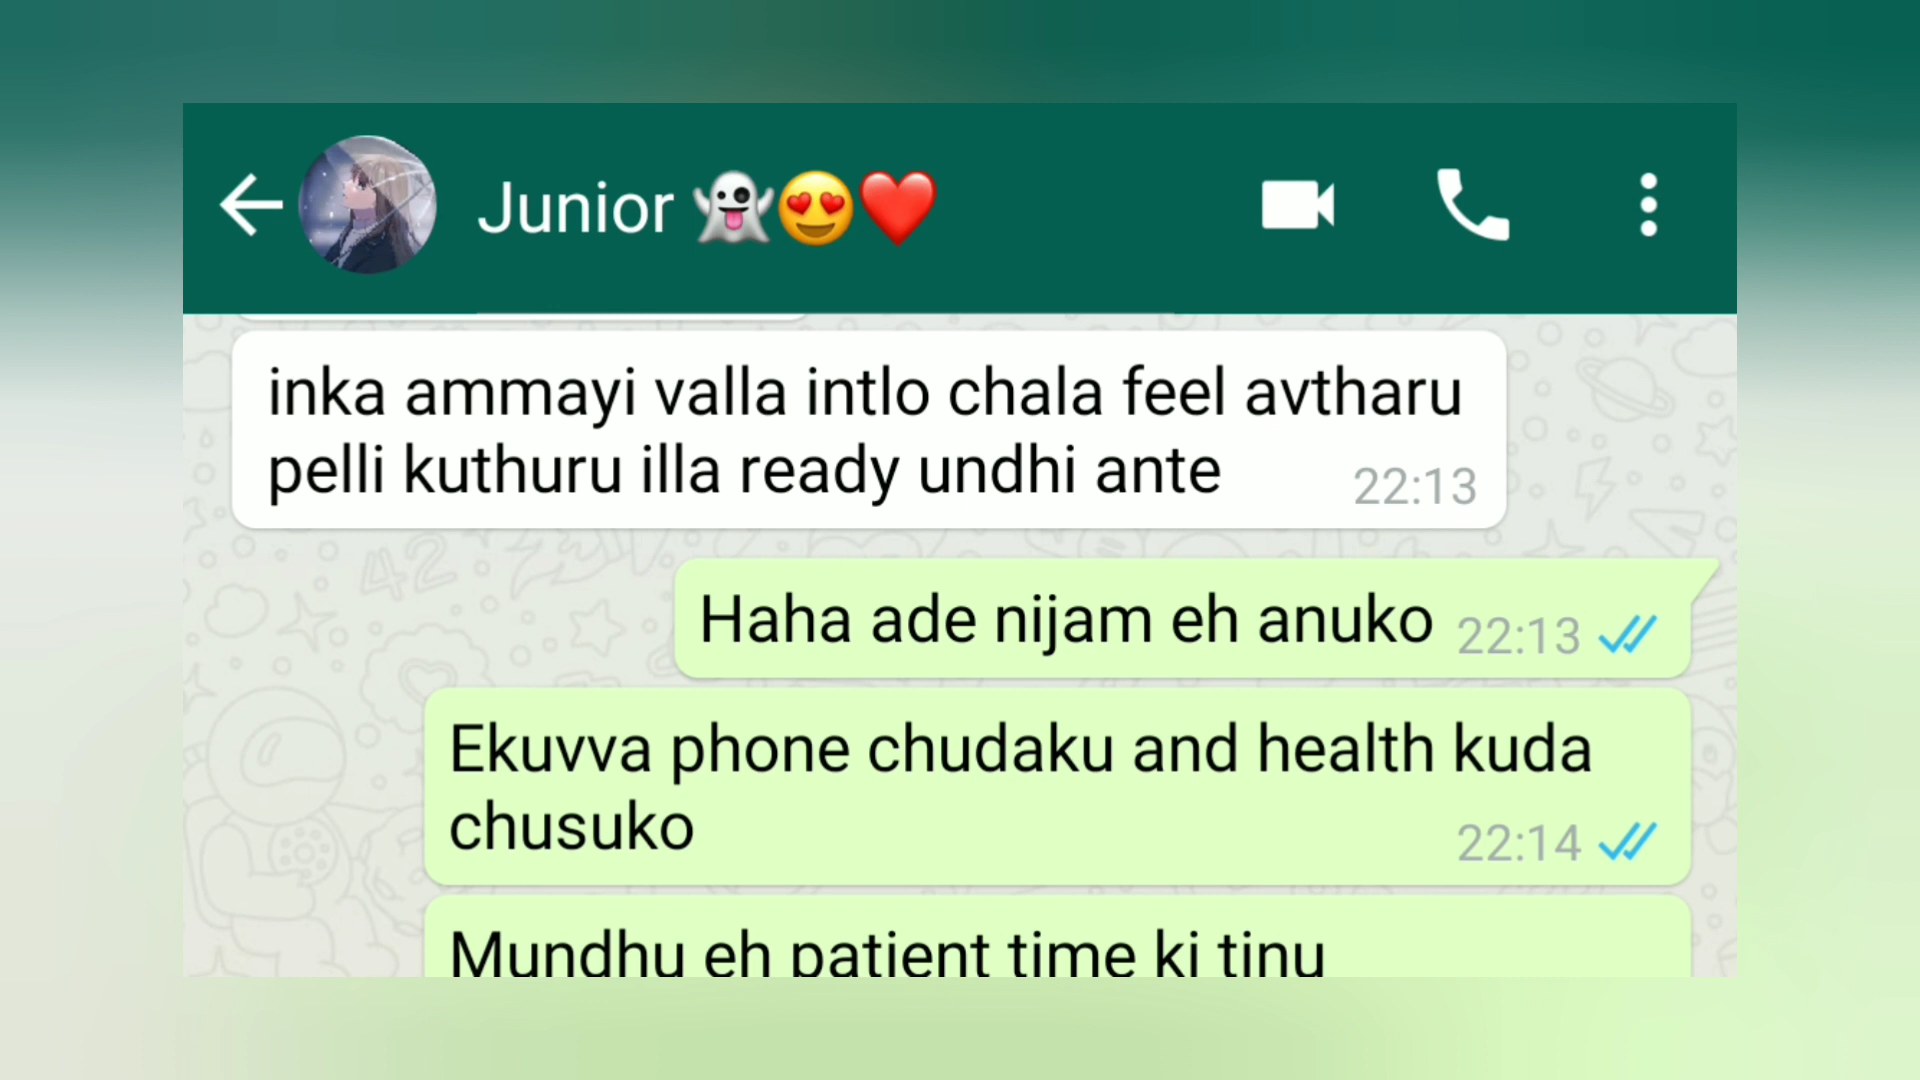 Junior 👻😍❤️
inka ammayi valla intlo chala feel avtharu
pelli kuthuru illa ready undhi ante
22:13
Haha ade nijam eh anuko 22:13
Ekuvva phone chudaku and health kuda
chusuko
22:14
Mundhu eh patient time ki tinu